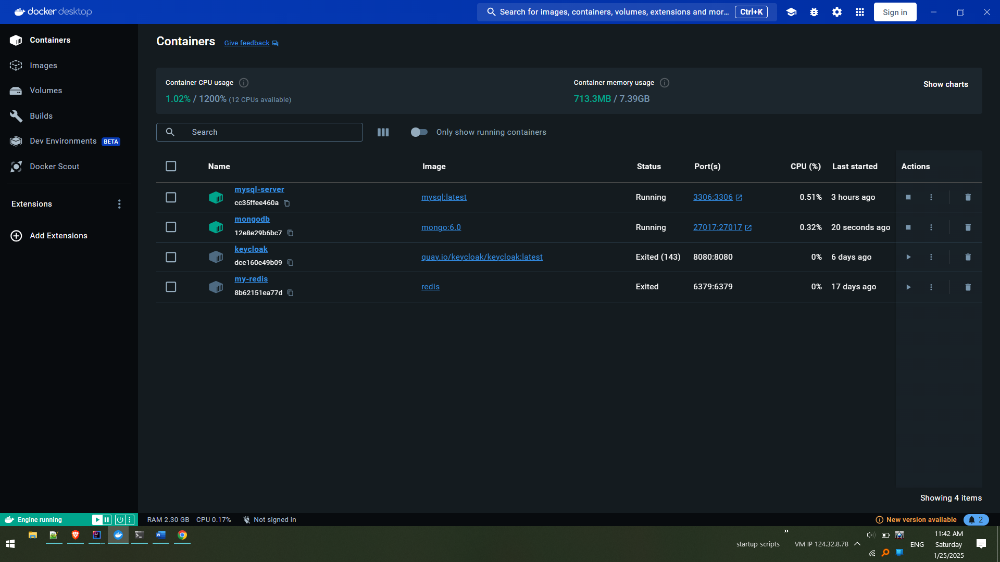 docker desktop
Search for images, containers, volumes, extensions and mor... Ctrl+K
Sign in
Containers
Images
Volumes
Builds
Dev Environments BETA
Docker Scout
Extensions
Add Extensions
Containers Give feedback
Container CPU usage
1.02% / 1200% (12 CPUs available)
Container memory usage
713.3MB / 7.39GB
Show charts
Search
Only show running containers
Name Image Status Port(s) CPU (%) Last started Actions
mysql-server
cc35ffee460a
mysql:latest Running 3306:3306 0.51% 3 hours ago
mongodb
12e8e29b6bc7
mongo:6.0 Running 27017:27017 0.32% 20 seconds ago
keycloak
dce160e49b09
quay.io/keycloak/keycloak:latest Exited (143) 8080:8080 0% 6 days ago
my-redis
8b62151ea77d
redis Exited 6379:6379 0% 17 days ago
Showing 4 items
Engine running
RAM 2.30 GB CPU 0.17% Not signed in
New version available 2
startup scripts
VM IP 124.32.8.78
ENG
11:42 AM
Saturday
1/25/2025